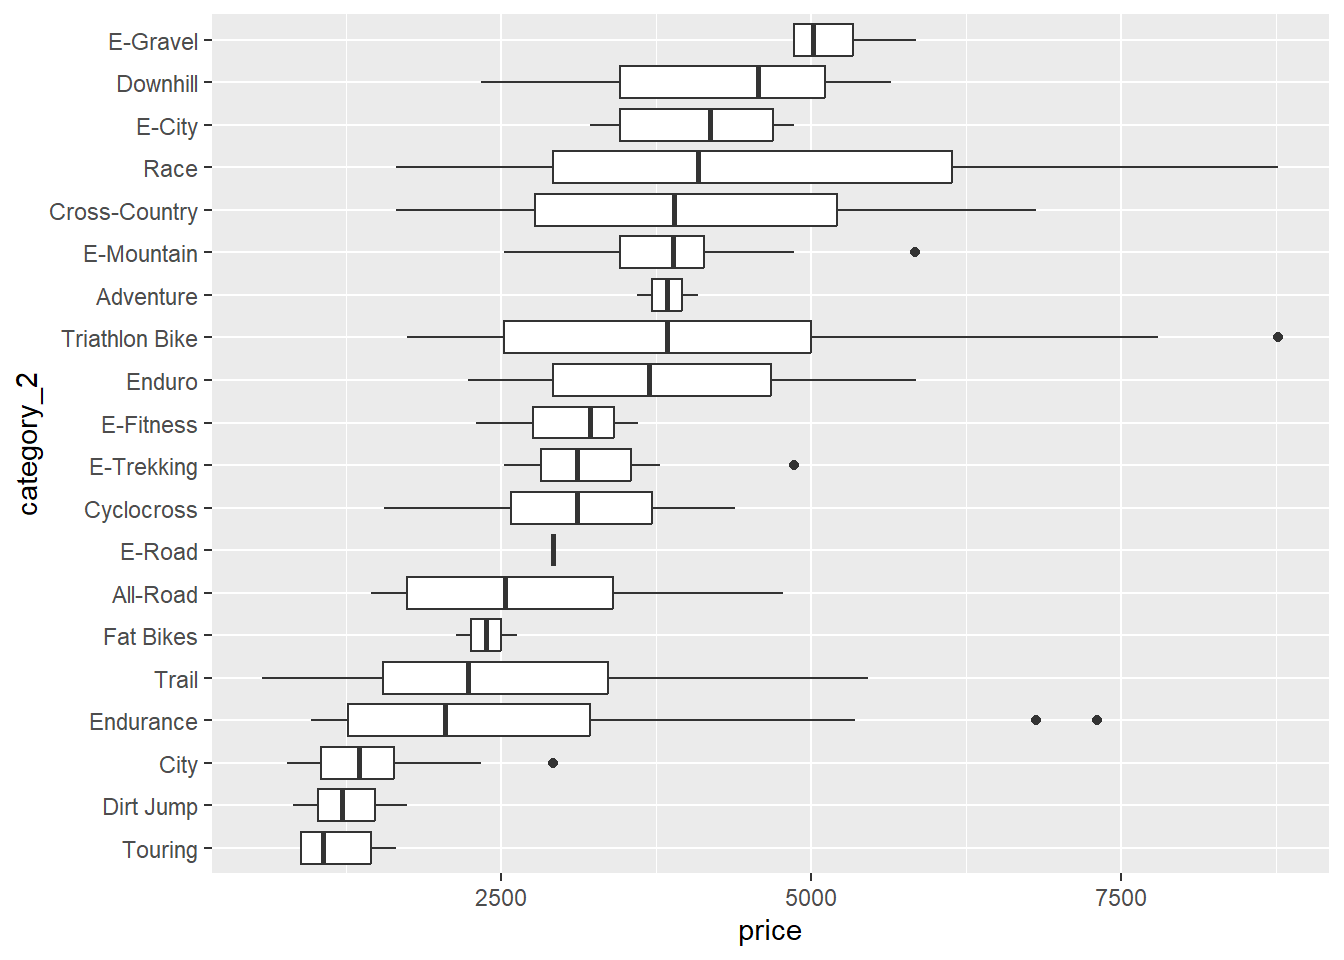 E-Gravel
Downhill
E-City
Race
Cross-Country
E-Mountain
Adventure
Triathlon Bike
Enduro
E-Fitness
E-Trekking
Cyclocross
E-Road
All-Road
Fat Bikes
Trail
Endurance
City
Dirt Jump
Touring
category_2
2500 5000 7500
price